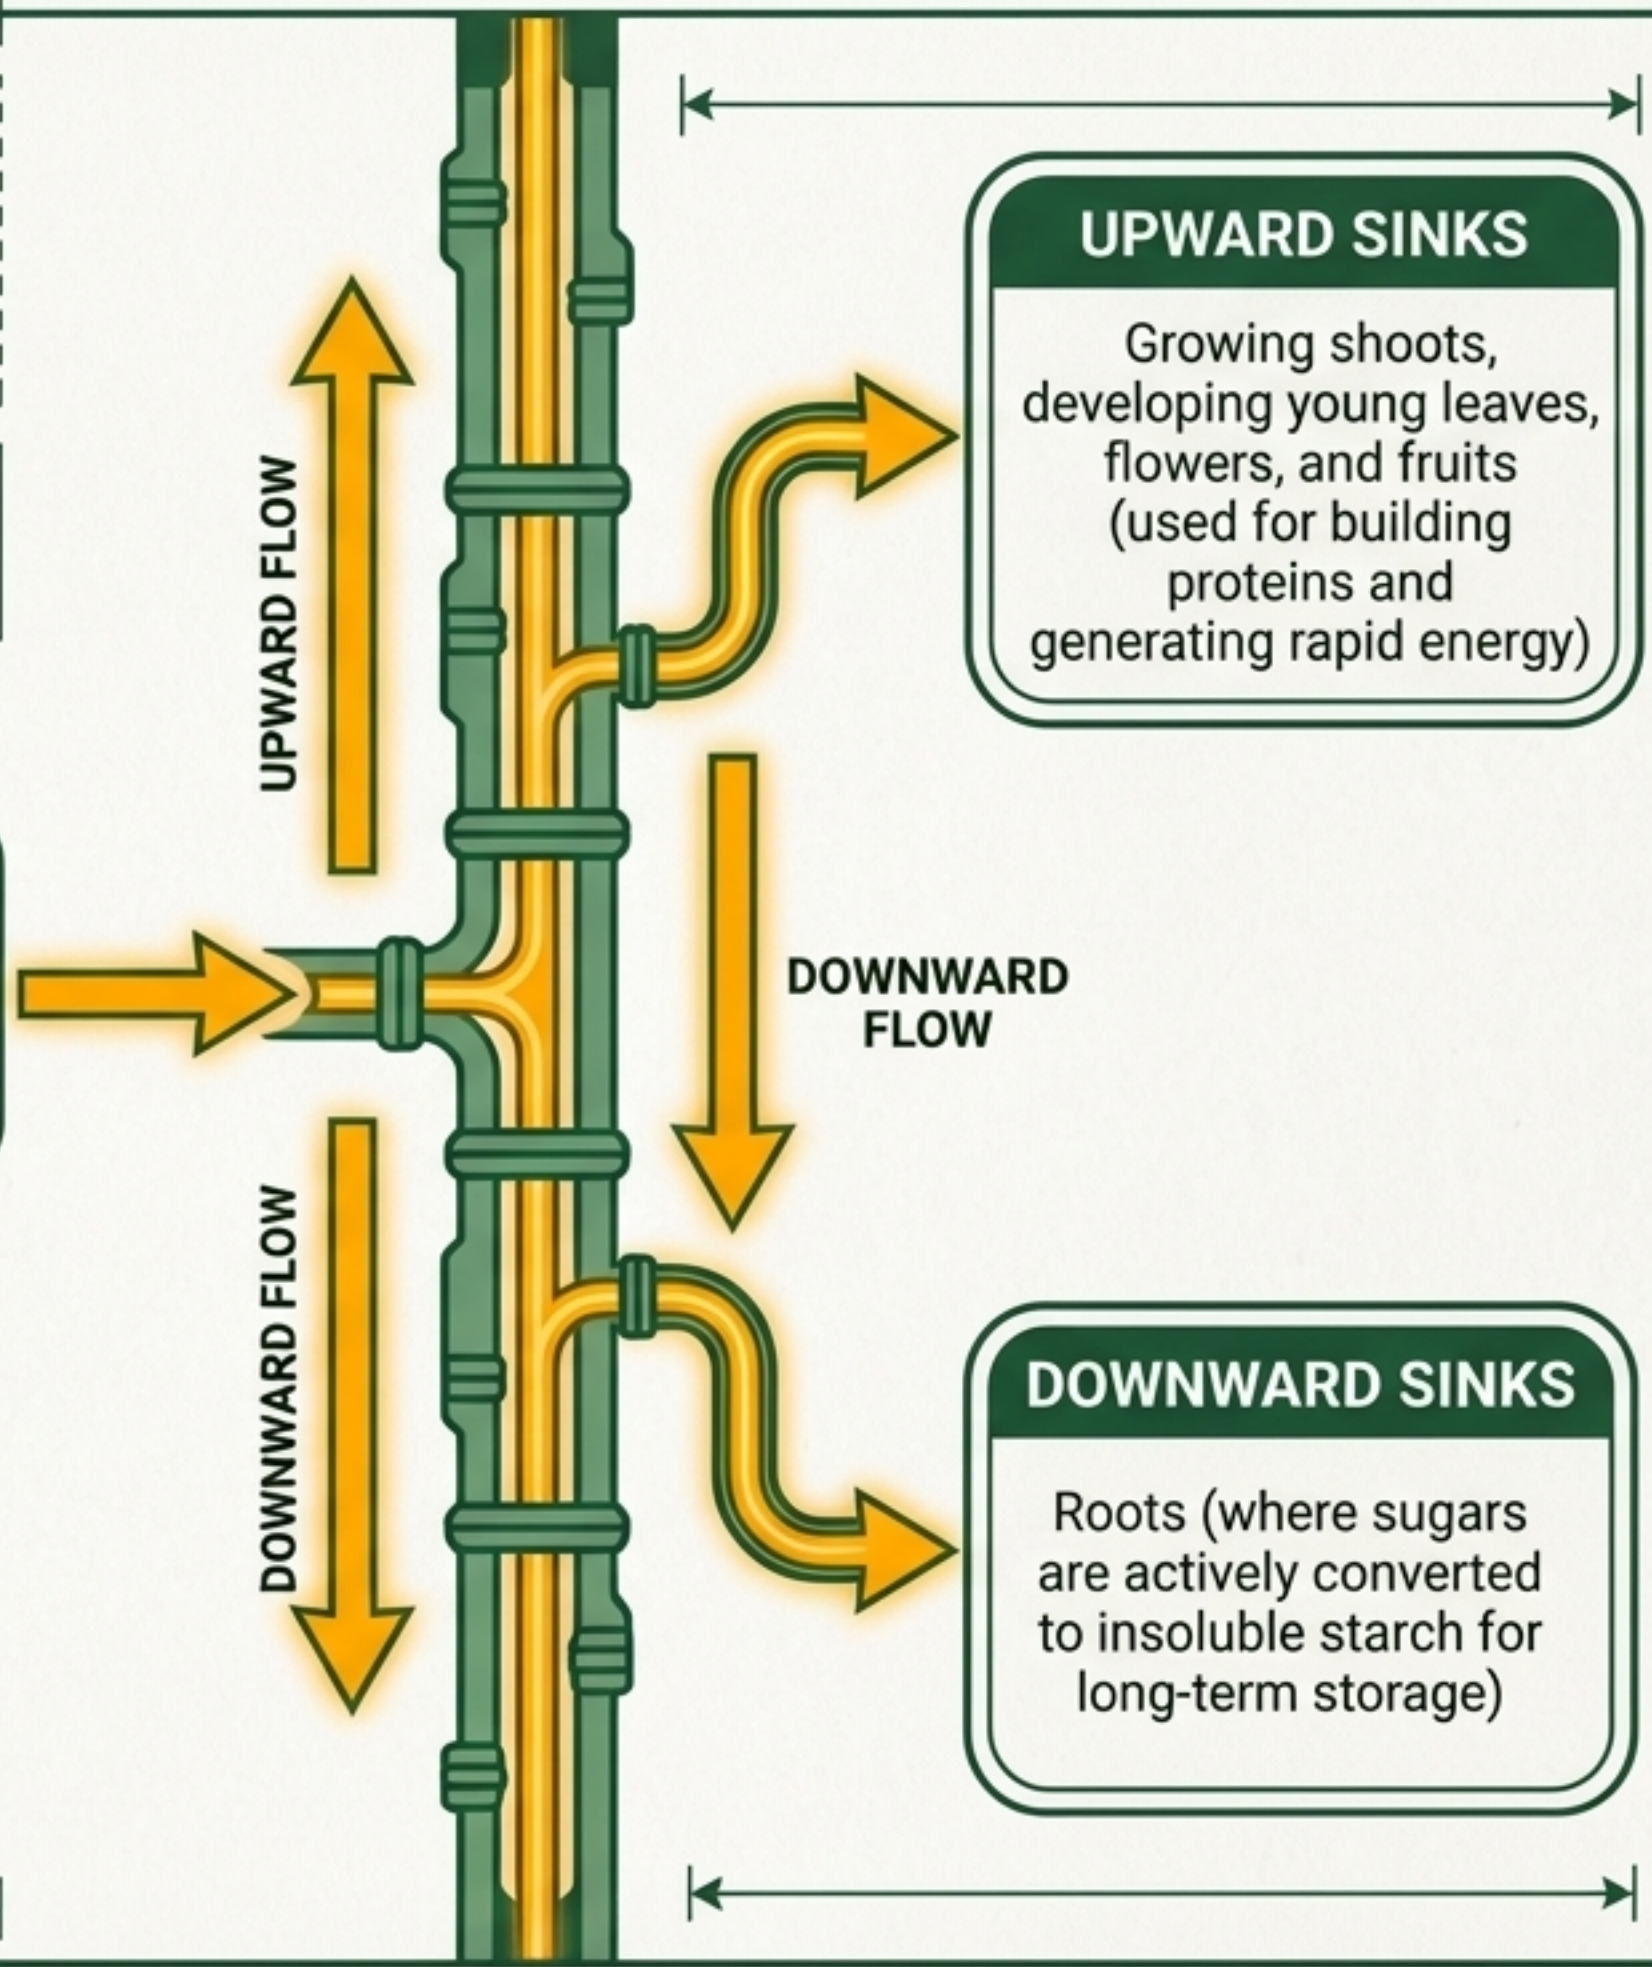 UPWARD SINKS
Growing shoots,
developing young leaves,
flowers, and fruits
(used for building
proteins and
generating rapid energy)
UPWARD FLOW
DOWNWARD
FLOW
DOWNWARD FLOW
DOWNWARD SINKS
Roots (where sugars
are actively converted
to insoluble starch for
long-term storage)